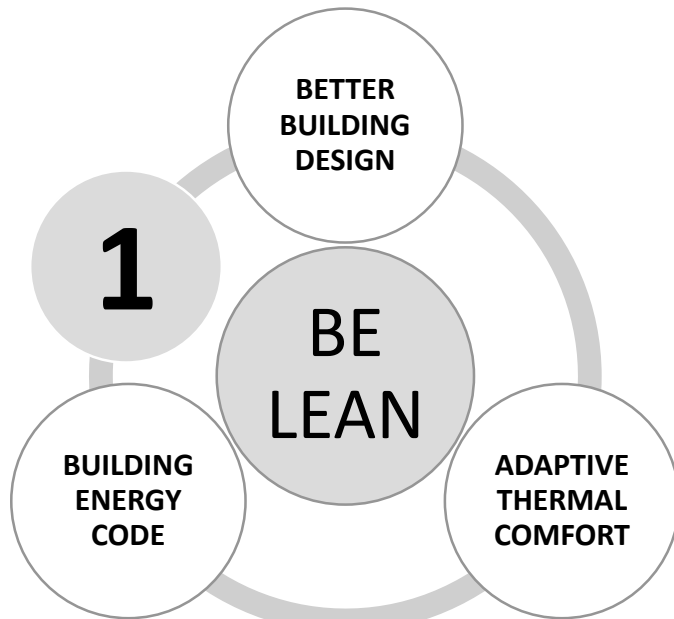 BETTER
BUILDING
DESIGN
1
BE
LEAN
BUILDING
ENERGY
CODE
ADAPTIVE
THERMAL
COMFORT